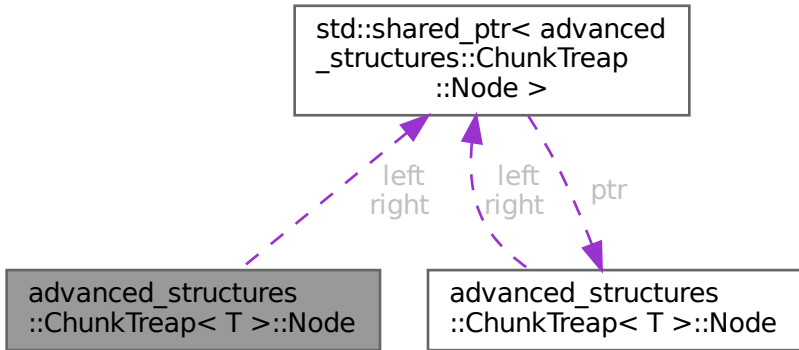 std::shared_ptr< advanced
_structures::ChunkTreap
::Node >
left
right
left
right
ptr
advanced_structures
::ChunkTreap< T >::Node
advanced_structures
::ChunkTreap< T >::Node